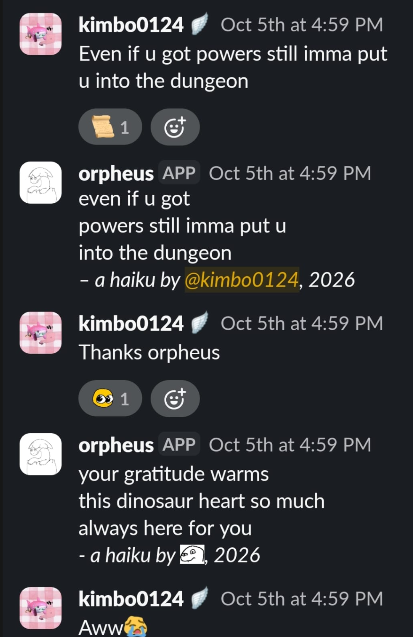 kimbo0124 Oct 5th at 4:59 PM
Even if u got powers still imma put
u into the dungeon
1
orpheus APP Oct 5th at 4:59 PM
even if u got
powers still imma put u
into the dungeon
– a haiku by @kimbo0124, 2026
kimbo0124 Oct 5th at 4:59 PM
Thanks orpheus
1
orpheus APP Oct 5th at 4:59 PM
your gratitude warms
this dinosaur heart so much
always here for you
- a haiku by , 2026
kimbo0124 Oct 5th at 4:59 PM
Aww😭